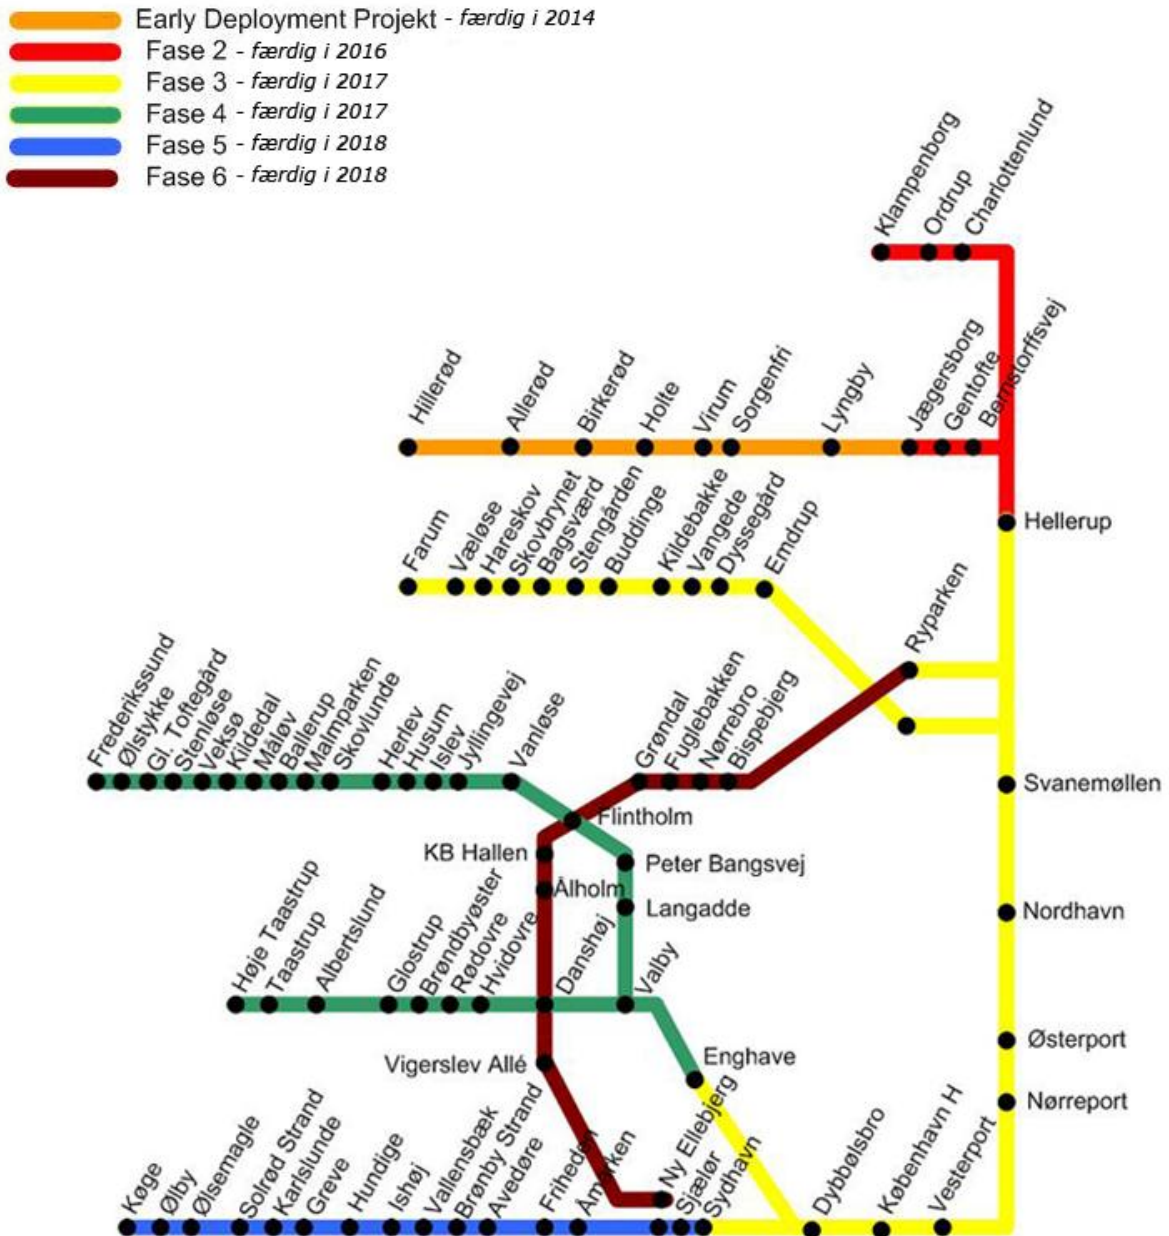 Early Deployment Projekt - færdig i 2014
Fase 2 - færdig i 2016
Fase 3 - færdig i 2017
Fase 4 - færdig i 2017
Fase 5 - færdig i 2018
Fase 6 - færdig i 2018
Klampenborg
Ordrup
Charlottenlund
Hillerød
Allerød
Birkerød
Holte
Virum
Sorgenfri
Lyngby
Jægersborg
Gentofte
Bernstorffsvej
Hellerup
Farum
Væløse
Hareskov
Skovbrynet
Bagsværd
Stengården
Buddinge
Kildebakke
Vangede
Dyssegård
Emdrup
Ryparken
Frederikssund
Ølstykke
Gl. Toftegård
Stenløse
Veksø
Kildedal
Måløv
Ballerup
Malmparken
Skovlunde
Herlev
Husum
Islev
Jyllingevej
Vanløse
Grøndal
Fuglebakken
Nørrebro
Bispebjerg
Svanemøllen
Flintholm
KB Hallen
Peter Bangsvej
Ålholm
Langadde
Nordhavn
Høje Taastrup
Taastrup
Albertslund
Glostrup
Brøndbyøster
Rødovre
Hvidovre
Danshøj
Valby
Østerport
Vigerslev Allé
Enghave
Nørreport
Køge
Ølby
Ølsemagle
Solrød Strand
Karlslunde
Greve
Hundige
Ishøj
Vallensbæk
Brønby Strand
Avedøre
Friheden
Åmarken
Ny Ellebjerg
Sjælør
Sydhavn
Dybbølsbro
København H
Vesterport